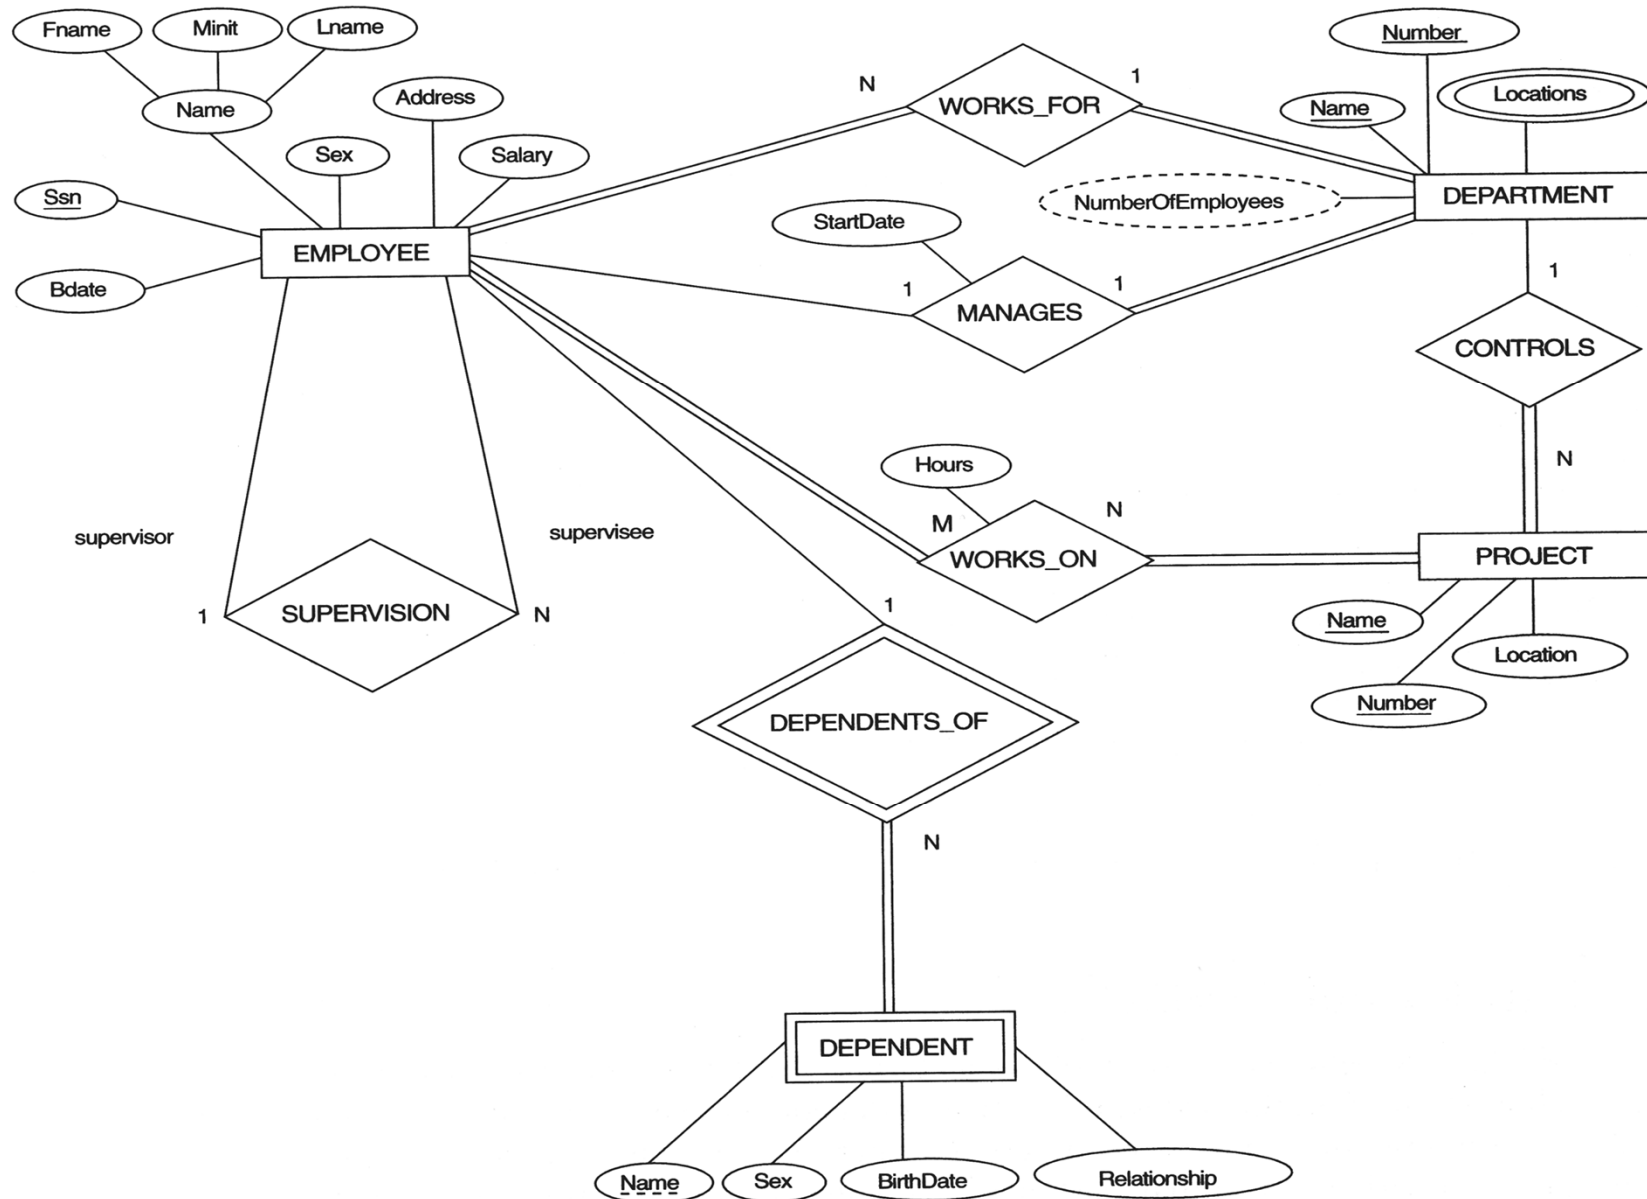 Fname
Minit
Lname
Number
Name
Address
Locations
N
WORKS_FOR
1
Name
Sex
Salary
Ssn
NumberOfEmployees
DEPARTMENT
StartDate
EMPLOYEE
1
Bdate
1
1
MANAGES
CONTROLS
Hours
N
N
M
supervisor
supervisee
WORKS_ON
PROJECT
1
SUPERVISION
N
1
Name
Location
Number
DEPENDENTS_OF
N
DEPENDENT
Name
Sex
BirthDate
Relationship